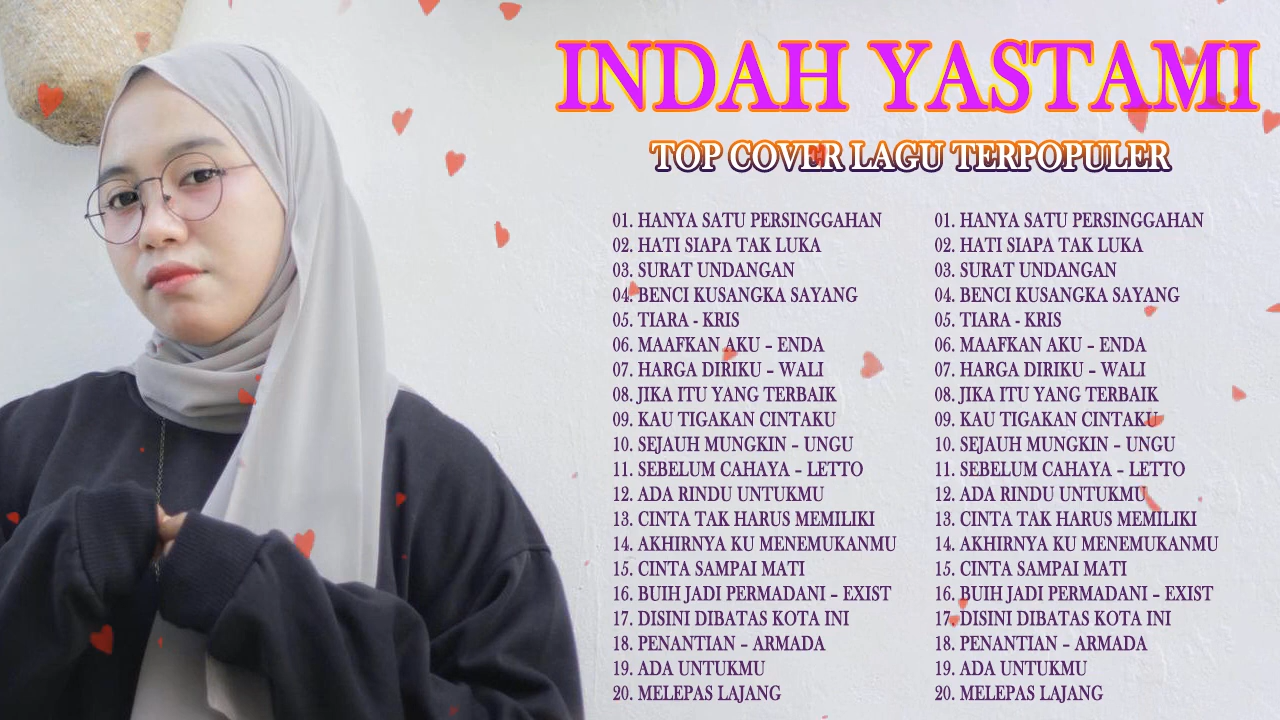 INDAH YASTAMI
TOP COVER LAGU TERPOPULER
01. HANYA SATU PERSINGGAHAN
02. HATI SIAPA TAK LUKA
03. SURAT UNDANGAN
04. BENCI KUSANGKA SAYANG
05. TIARA - KRIS
06. MAAFKAN AKU – ENDA
07. HARGA DIRIKU – WALI
08. JIKA ITU YANG TERBAIK
09. KAU TIGAKAN CINTAKU
10. SEJAUH MUNGKIN – UNGU
11. SEBELUM CAHAYA – LETTO
12. ADA RINDU UNTUKMU
13. CINTA TAK HARUS MEMILIKI
14. AKHIRNYA KU MENEMUKANMU
15. CINTA SAMPAI MATI
16. BUIH JADI PERMADANI – EXIST
17. DISINI DIBATAS KOTA INI
18. PENANTIAN – ARMADA
19. ADA UNTUKMU
20. MELEPAS LAJANG
01. HANYA SATU PERSINGGAHAN
02. HATI SIAPA TAK LUKA
03. SURAT UNDANGAN
04. BENCI KUSANGKA SAYANG
05. TIARA - KRIS
06. MAAFKAN AKU – ENDA
07. HARGA DIRIKU – WALI
08. JIKA ITU YANG TERBAIK
09. KAU TIGAKAN CINTAKU
10. SEJAUH MUNGKIN – UNGU
11. SEBELUM CAHAYA – LETTO
12. ADA RINDU UNTUKMU
13. CINTA TAK HARUS MEMILIKI
14. AKHIRNYA KU MENEMUKANMU
15. CINTA SAMPAI MATI
16. BUIH JADI PERMADANI – EXIST
17. DISINI DIBATAS KOTA INI
18. PENANTIAN – ARMADA
19. ADA UNTUKMU
20. MELEPAS LAJANG